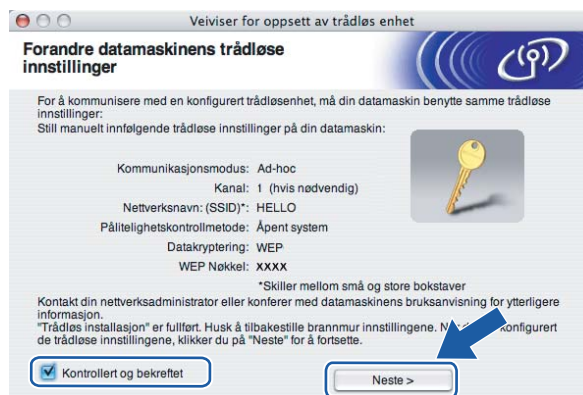 Veiviser for oppsett av trådløs enhet
Forandre datamaskinens trådløse
innstillinger
For å kommunisere med en konfigurert trådløsenhet, må din datamaskin benytte samme trådløse
innstillinger:
Still manuelt innfølgende trådløse innstillinger på din datamaskin:
Kommunikasjonsmodus: Ad-hoc
Kanal: 1 (hvis nødvendig)
Nettverksnavn: (SSID)*: HELLO
Pålitelighetskontrollmetode: Åpent system
Datakryptering: WEP
WEP Nøkkel: XXXX
*Skiller mellom små og store bokstaver
Kontakt din nettverksadministrator eller konferer med datamaskinens bruksanvisning for ytterligere
informasjon.
"Trådløs installasjon" er fullført. Husk å tilbakestille brannmur innstillingene. konfigurert
de trådløse innstillingene, klikker du på "Neste" for å fortsette.
Kontrollert og bekreftet
Neste >